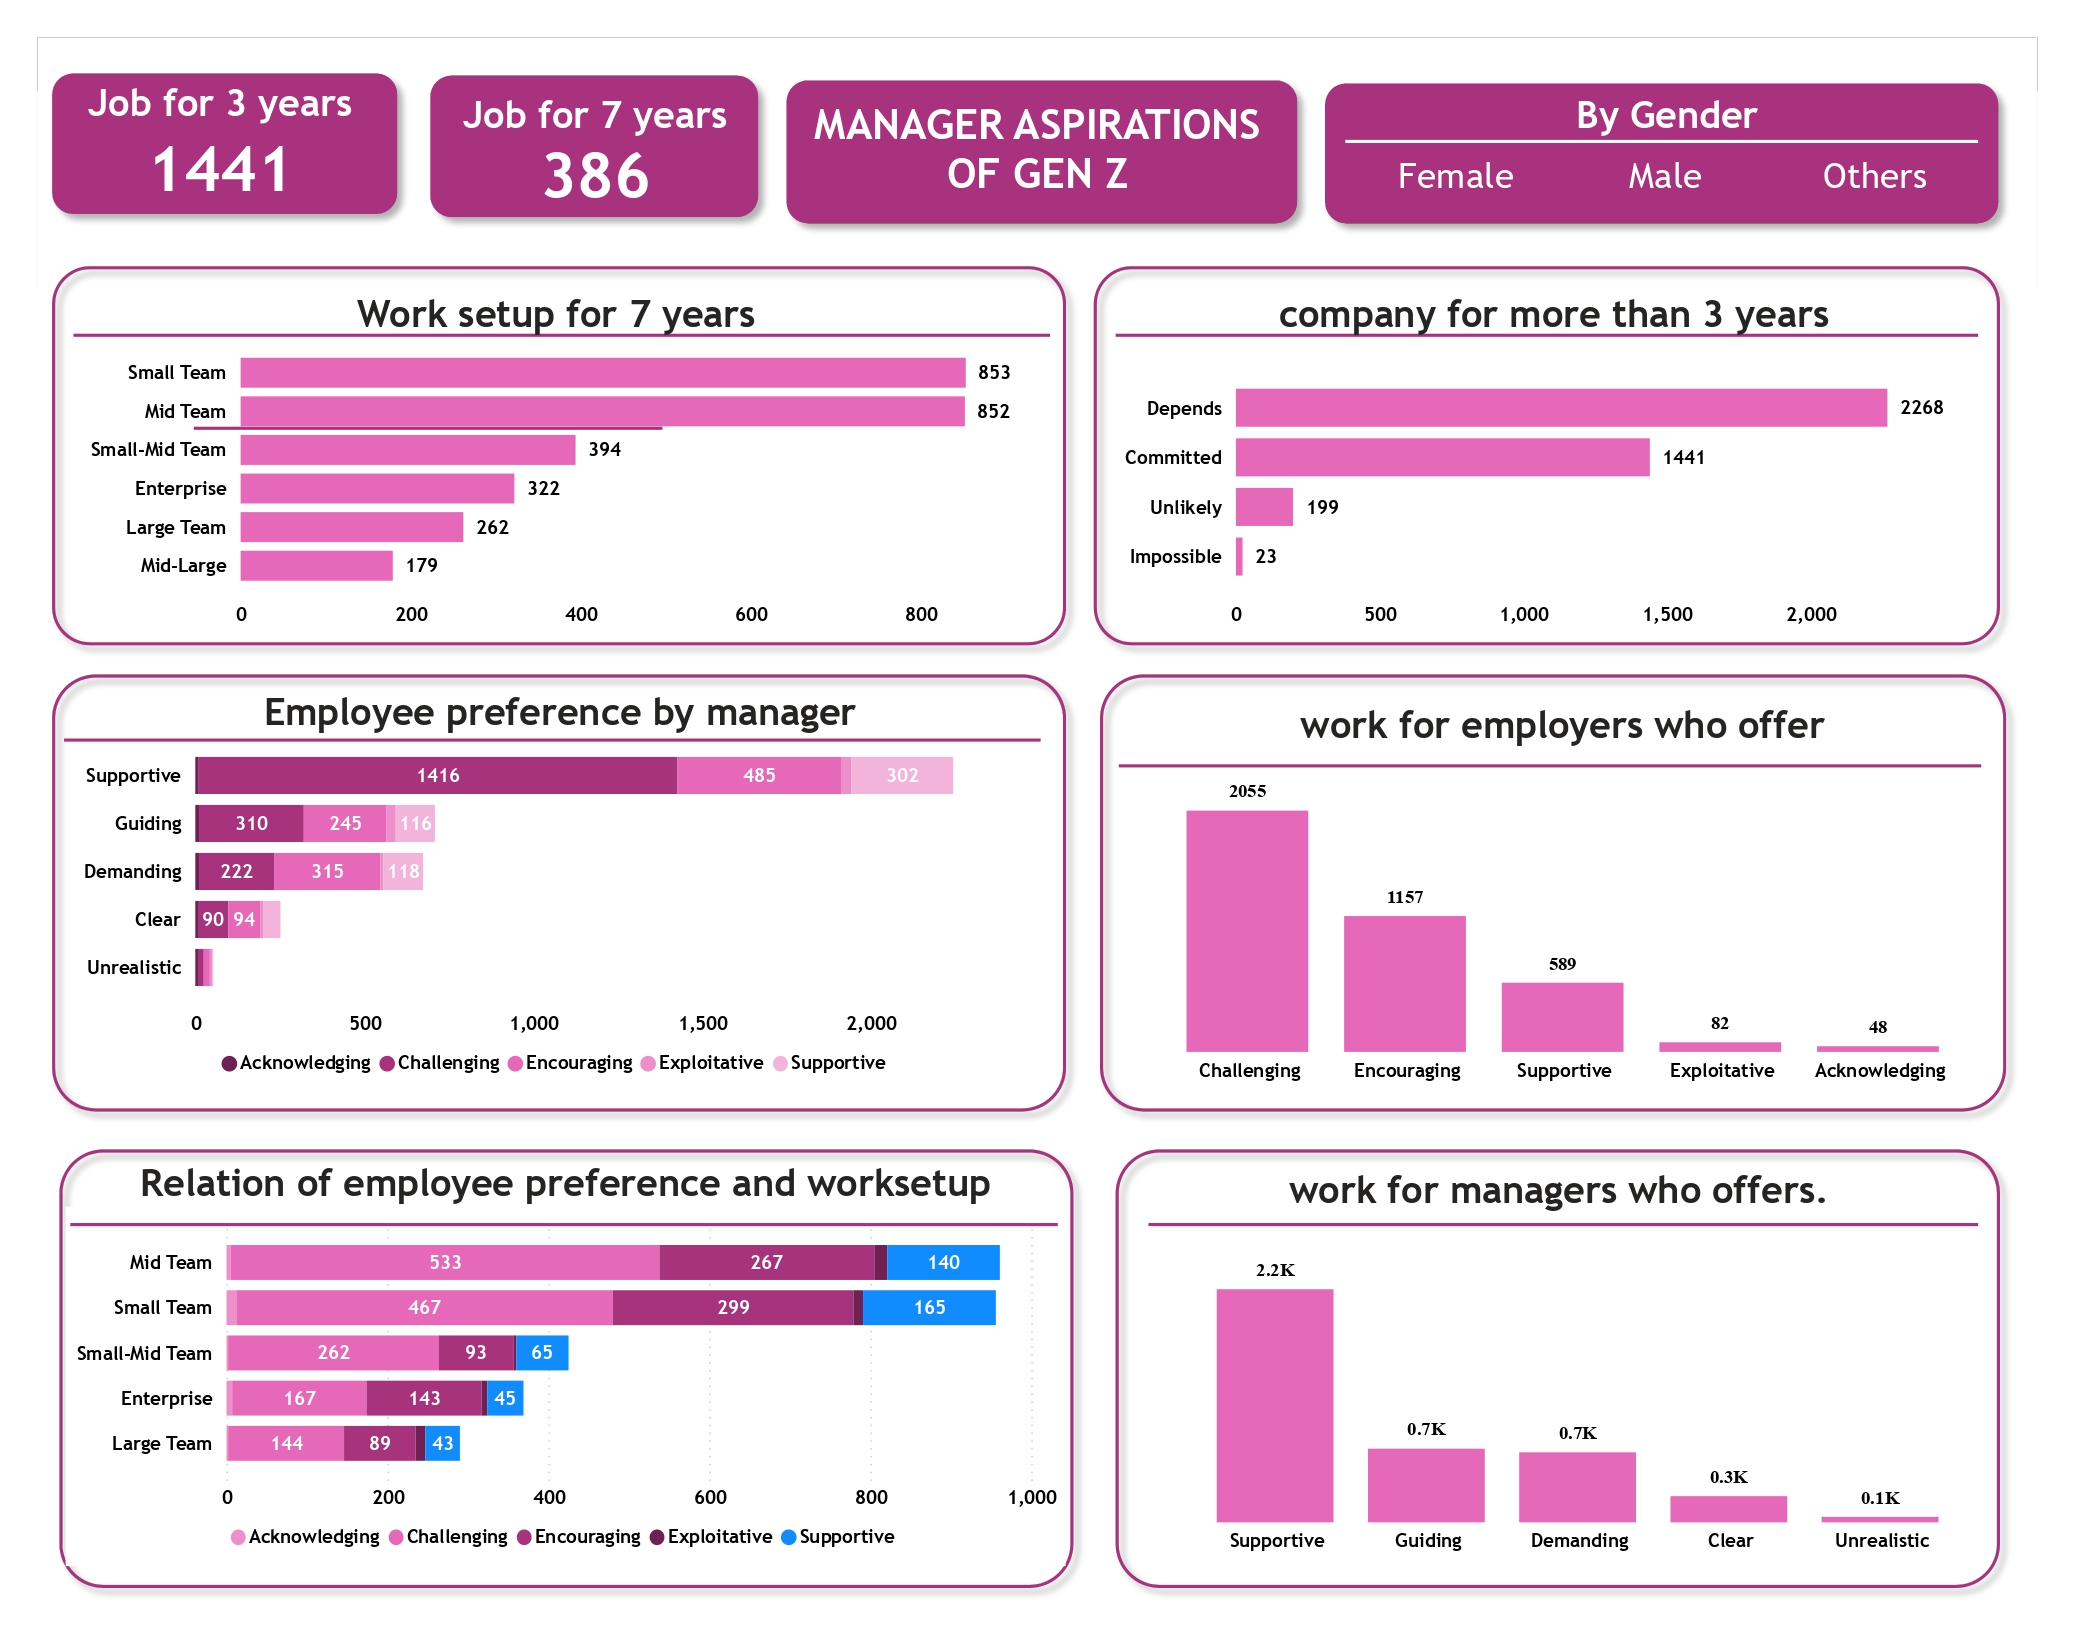 Job for 3 years
1441
Job for 7 years
386
MANAGER ASPIRATIONS
OF GEN Z
By Gender
Female Male Others
Work setup for 7 years
Small Team 853
Mid Team 852
Small-Mid Team 394
Enterprise 322
Large Team 262
Mid-Large 179
0 200 400 600 800
company for more than 3 years
Depends 2268
Committed 1441
Unlikely 199
Impossible 23
0 500 1,000 1,500 2,000
Employee preference by manager
Supportive 1416 485 302
Guiding 310 245 116
Demanding 222 315 118
Clear 90 94
Unrealistic
0 500 1,000 1,500 2,000
Acknowledging Challenging Encouraging Exploitative Supportive
work for employers who offer
2055
1157
589
82
48
Challenging Encouraging Supportive Exploitative Acknowledging
Relation of employee preference and worksetup
Mid Team 533 267 140
Small Team 467 299 165
Small-Mid Team 262 93 65
Enterprise 167 143 45
Large Team 144 89 43
0 200 400 600 800 1,000
Acknowledging Challenging Encouraging Exploitative Supportive
work for managers who offers.
2.2K
0.7K
0.7K
0.3K
0.1K
Supportive Guiding Demanding Clear Unrealistic